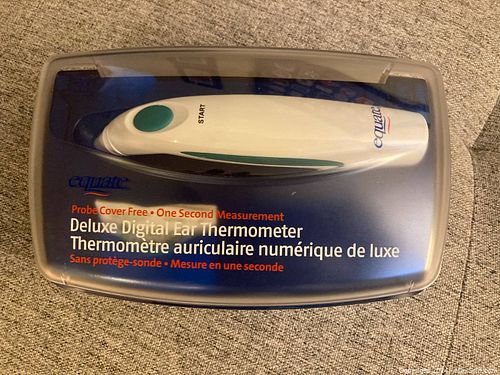 START
equate
equate
Probe Cover Free • One Second Measurement
Deluxe Digital Ear Thermometer
Thermomètre auriculaire numérique de luxe
Sans protège-sonde • Mesure en une seconde